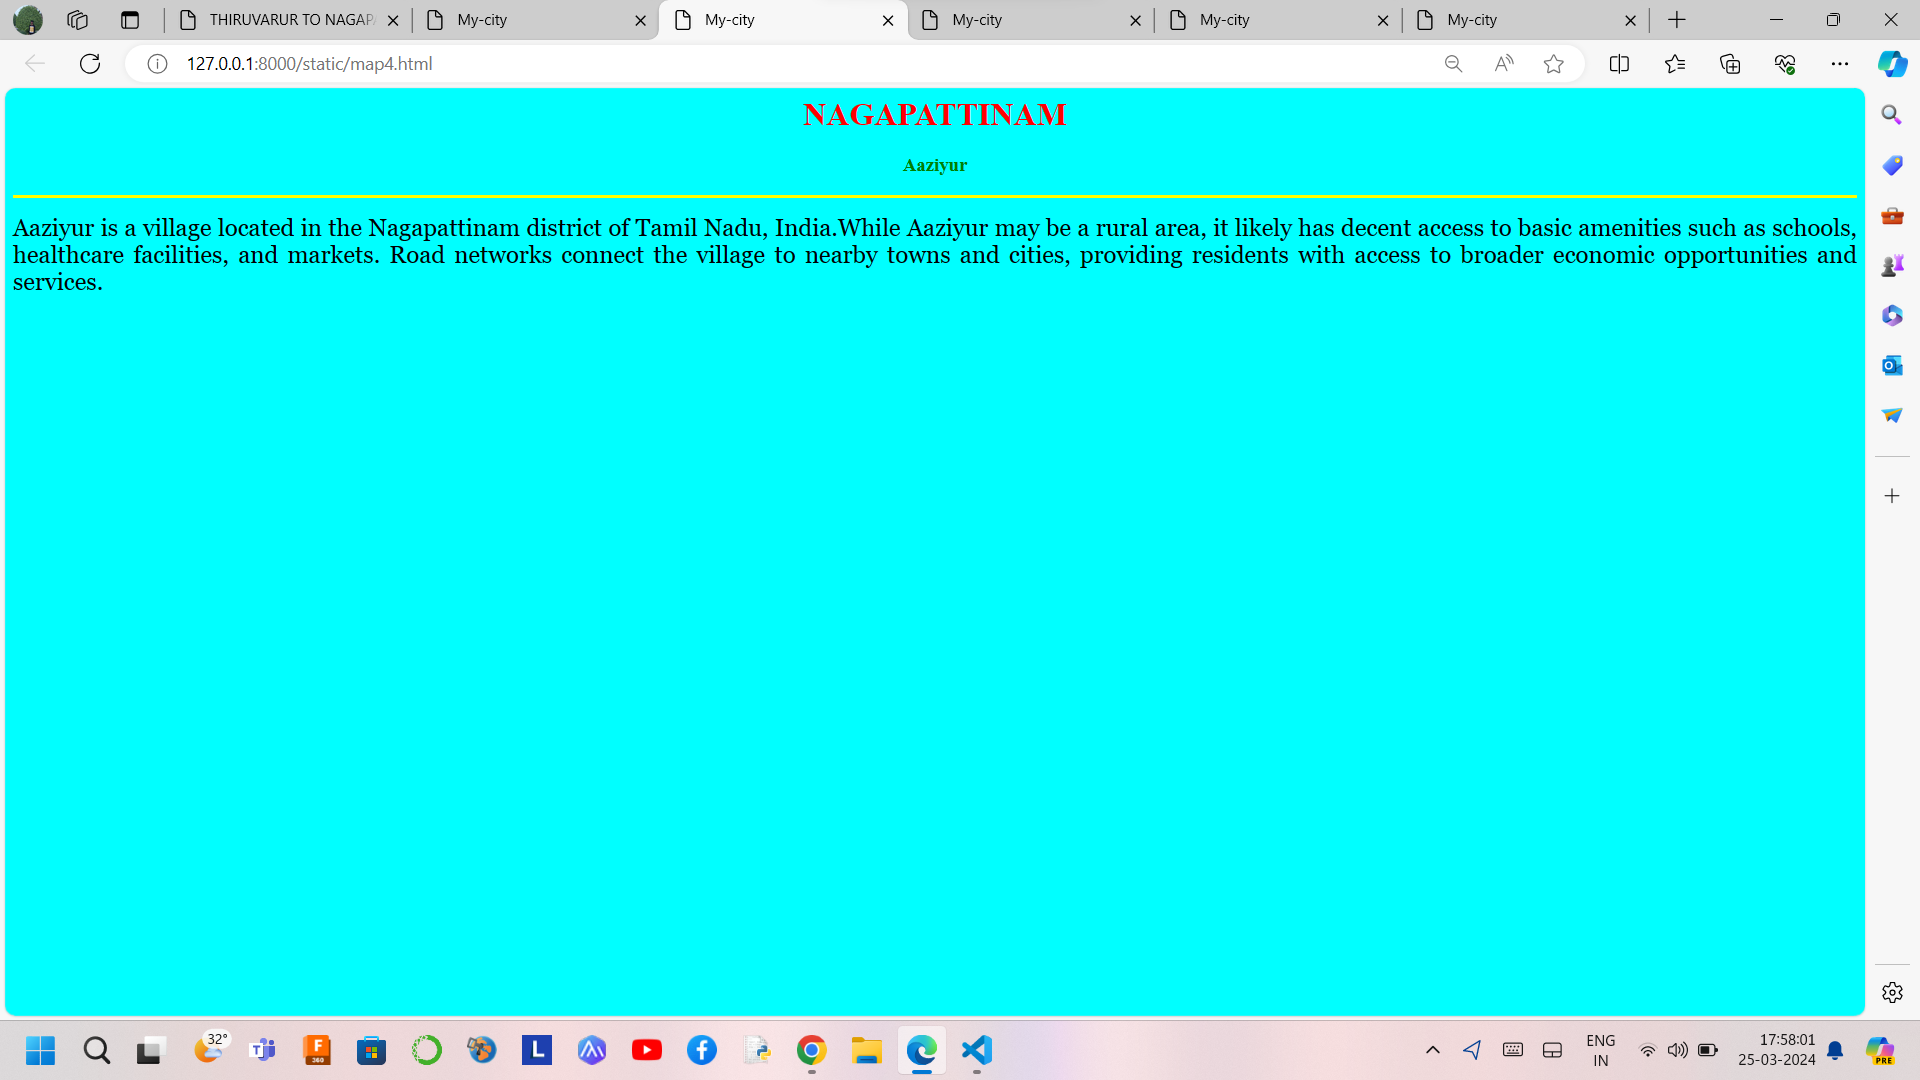 THIRUVARUR TO NAGAPA
My-city
My-city
My-city
My-city
My-city
127.0.0.1:8000/static/map4.html
NAGAPATTINAM
Aaziyur
Aaziyur is a village located in the Nagapattinam district of Tamil Nadu, India.While Aaziyur may be a rural area, it likely has decent access to basic amenities such as schools,
healthcare facilities, and markets. Road networks connect the village to nearby towns and cities, providing residents with access to broader economic opportunities and
services.
32°
F
360
L
ENG
IN
17:58:01
25-03-2024
PRE